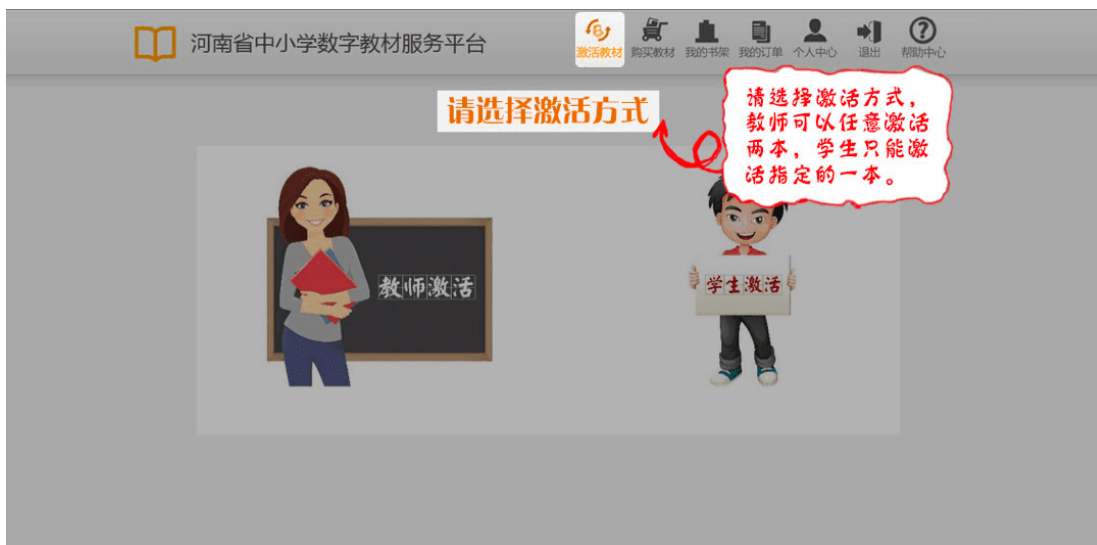 河南省中小学数字教材服务平台
激活教材 购买教材 我的书架 我的订单 个人中心 退出 帮助中心
请选择激活方式
请选择激活方式，
教师可以任意激活
两本，学生只能激
活指定的一本。
教师激活
学生激活